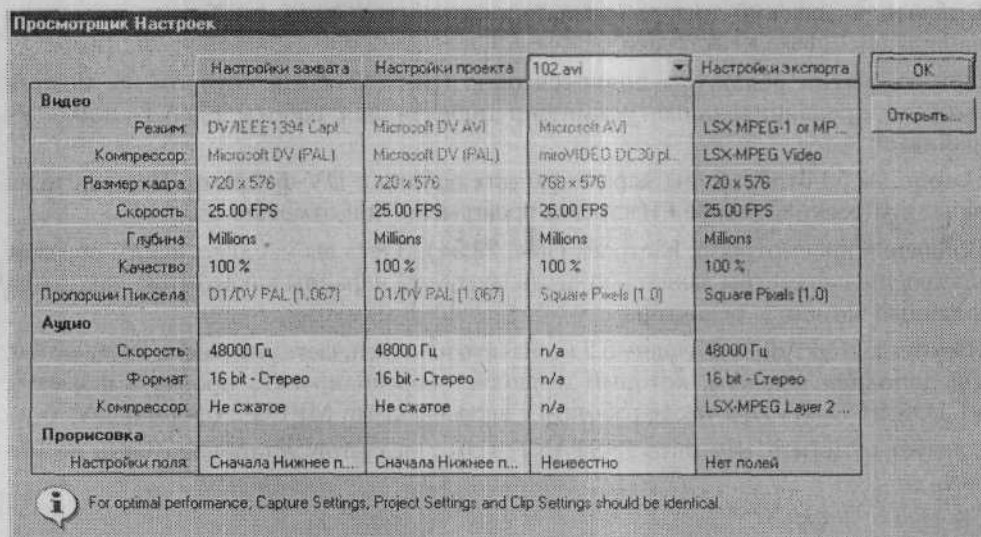 Просмотрщик Настроек
Настройки захвата Настройки проекта 102.avi Настройки экспорта OK
Видео Открыть...
Режим: DV/IEEE1394 Capt... Microsoft DV AVI Microsoft AVI LSX MPEG-1 or MP...
Компрессор: Microsoft DV (PAL) Microsoft DV (PAL) miroVIDEO DC30 pl... LSX-MPEG Video
Размер кадра: 720 x 576 720 x 576 768 x 576 720 x 576
Скорость: 25.00 FPS 25.00 FPS 25.00 FPS 25.00 FPS
Глубина: Millions Millions Millions Millions
Качество: 100 % 100 % 100 % 100 %
Пропорции Пиксела: D1/DV PAL (1.067) D1/DV PAL (1.067) Square Pixels (1.0) Square Pixels (1.0)
Аудио
Скорость: 48000 Гц 48000 Гц n/a 48000 Гц
Формат: 16 bit - Стерео 16 bit - Стерео n/a 16 bit - Стерео
Компрессор: Не сжатое Не сжатое n/a LSX-MPEG Layer 2 ...
Прорисовка
Настройки поля: Сначала Нижнее п... Сначала Нижнее п... Неизвестно Нет полей
For optimal performance, Capture Settings, Project Settings and Clip Settings should be identical.